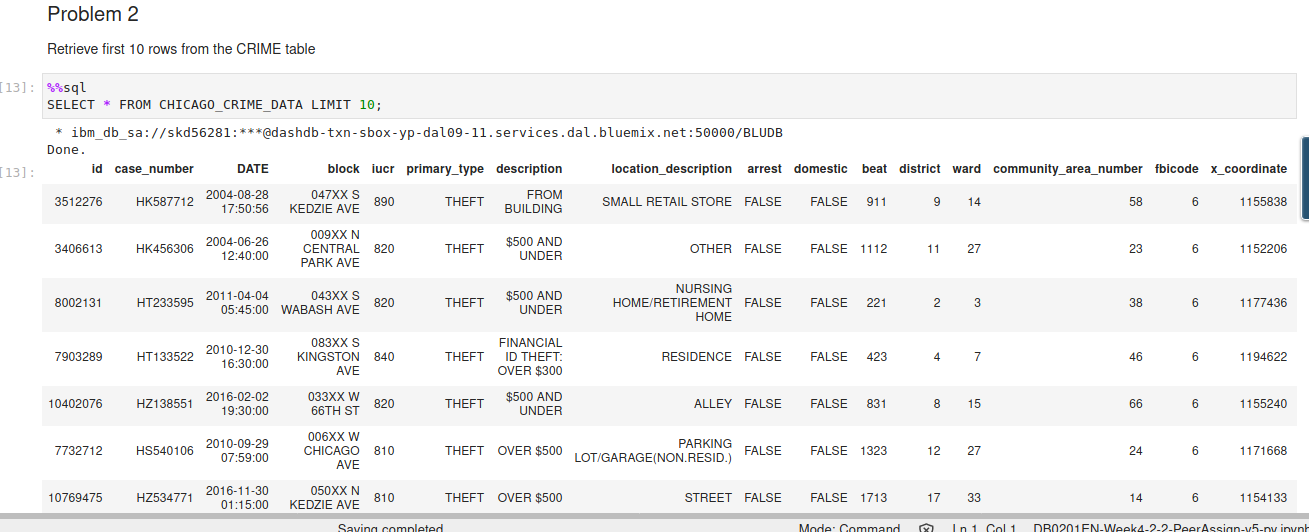 Problem 2
Retrieve first 10 rows from the CRIME table
[13]:
%%sql
SELECT * FROM CHICAGO_CRIME_DATA LIMIT 10;
* ibm_db_sa://skd56281:***@dashdb-txn-sbox-yp-dal09-11.services.dal.bluemix.net:50000/BLUDB
Done.
[13]:
id case_number DATE block iucr primary_type description location_description arrest domestic beat district ward community_area_number fbicode x_coordinate
3512276 HK587712 2004-08-28 17:50:56 047XX S KEDZIE AVE 890 THEFT FROM BUILDING SMALL RETAIL STORE FALSE FALSE 911 9 14 58 6 1155838
3406613 HK456306 2004-06-26 12:40:00 009XX N CENTRAL PARK AVE 820 THEFT $500 AND UNDER OTHER FALSE FALSE 1112 11 27 23 6 1152206
8002131 HT233595 2011-04-04 05:45:00 043XX S WABASH AVE 820 THEFT $500 AND UNDER NURSING HOME/RETIREMENT HOME FALSE FALSE 221 2 3 38 6 1177436
7903289 HT133522 2010-12-30 16:30:00 083XX S KINGSTON AVE 840 THEFT FINANCIAL ID THEFT: OVER $300 RESIDENCE FALSE FALSE 423 4 7 46 6 1194622
10402076 HZ138551 2016-02-02 19:30:00 033XX W 66TH ST 820 THEFT $500 AND UNDER ALLEY FALSE FALSE 831 8 15 66 6 1155240
7732712 HS540106 2010-09-29 07:59:00 006XX W CHICAGO AVE 810 THEFT OVER $500 PARKING LOT/GARAGE(NON.RESID.) FALSE FALSE 1323 12 27 24 6 1171668
10769475 HZ534771 2016-11-30 01:15:00 050XX N KEDZIE AVE 810 THEFT OVER $500 STREET FALSE FALSE 1713 17 33 14 6 1154133
Saving completed Mode: Command Ln 1, Col 1 DB0201EN-Week4-2-2-PeerAssign-v5-py.ipynb